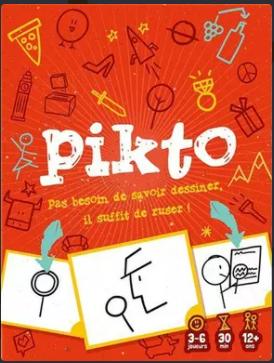 pikto
Pas besoin de savoir dessiner,
il suffit de ruser !
3-6
joueurs
30
min
12+
ans